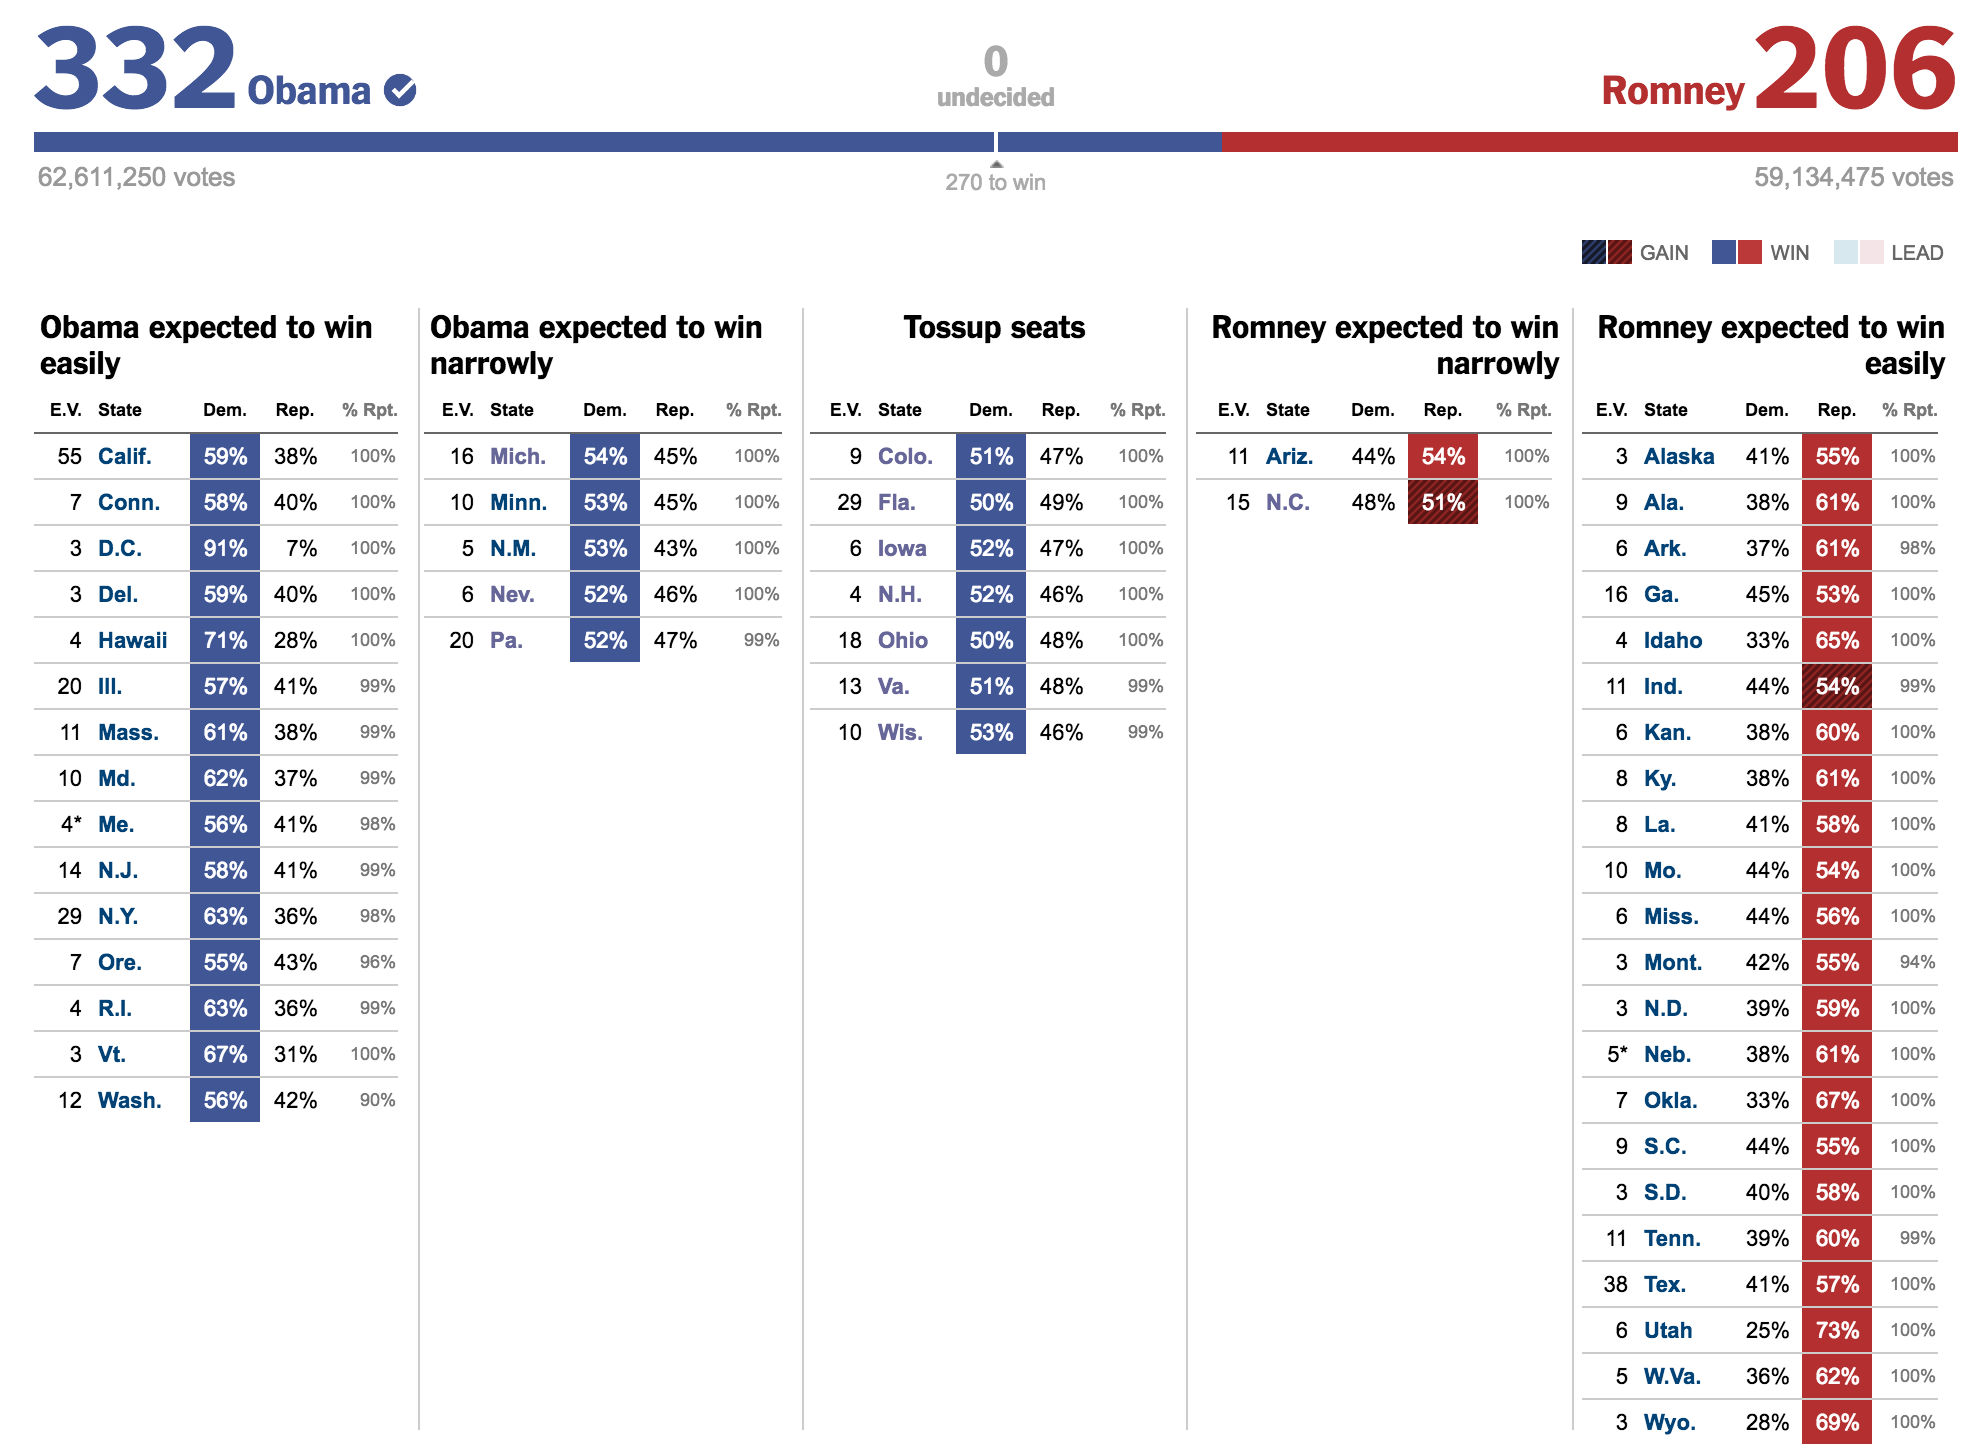 332 Obama
0
undecided
Romney 206
62,611,250 votes
270 to win
59,134,475 votes
GAIN WIN LEAD
Obama expected to win
easily
E.V. State Dem. Rep. % Rpt.
55 Calif. 59% 38% 100%
7 Conn. 58% 40% 100%
3 D.C. 91% 7% 100%
3 Del. 59% 40% 100%
4 Hawaii 71% 28% 100%
20 Ill. 57% 41% 99%
11 Mass. 61% 38% 99%
10 Md. 62% 37% 99%
4* Me. 56% 41% 98%
14 N.J. 58% 41% 99%
29 N.Y. 63% 36% 98%
7 Ore. 55% 43% 96%
4 R.I. 63% 36% 99%
3 Vt. 67% 31% 100%
12 Wash. 56% 42% 90%
Obama expected to win
narrowly
E.V. State Dem. Rep. % Rpt.
16 Mich. 54% 45% 100%
10 Minn. 53% 45% 100%
5 N.M. 53% 43% 100%
6 Nev. 52% 46% 100%
20 Pa. 52% 47% 99%
Tossup seats
E.V. State Dem. Rep. % Rpt.
9 Colo. 51% 47% 100%
29 Fla. 50% 49% 100%
6 Iowa 52% 47% 100%
4 N.H. 52% 46% 100%
18 Ohio 50% 48% 100%
13 Va. 51% 48% 99%
10 Wis. 53% 46% 99%
Romney expected to win
narrowly
E.V. State Dem. Rep. % Rpt.
11 Ariz. 44% 54% 100%
15 N.C. 48% 51% 100%
Romney expected to win
easily
E.V. State Dem. Rep. % Rpt.
3 Alaska 41% 55% 100%
9 Ala. 38% 61% 100%
6 Ark. 37% 61% 98%
16 Ga. 45% 53% 100%
4 Idaho 33% 65% 100%
11 Ind. 44% 54% 99%
6 Kan. 38% 60% 100%
8 Ky. 38% 61% 100%
8 La. 41% 58% 100%
10 Mo. 44% 54% 100%
6 Miss. 44% 56% 100%
3 Mont. 42% 55% 94%
3 N.D. 39% 59% 100%
5* Neb. 38% 61% 100%
7 Okla. 33% 67% 100%
9 S.C. 44% 55% 100%
3 S.D. 40% 58% 100%
11 Tenn. 39% 60% 99%
38 Tex. 41% 57% 100%
6 Utah 25% 73% 100%
5 W.Va. 36% 62% 100%
3 Wyo. 28% 69% 100%